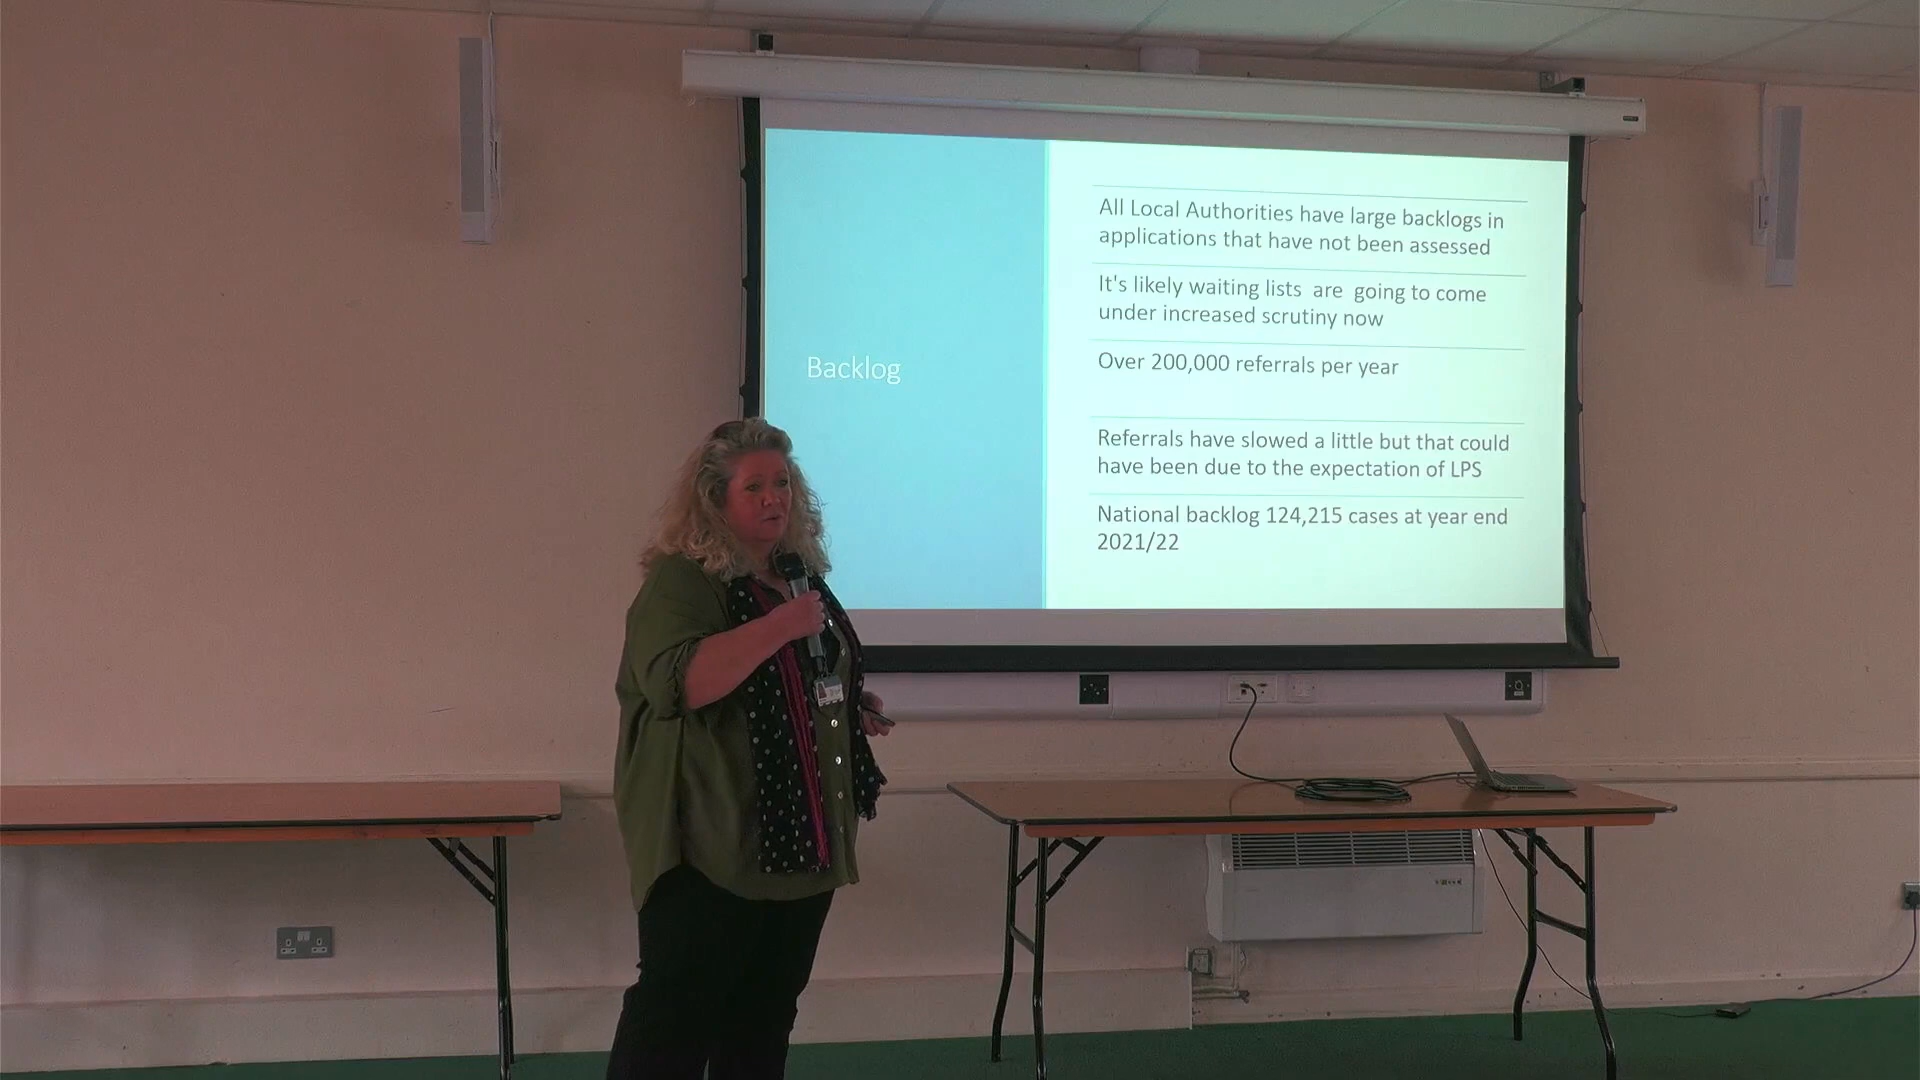 Backlog
All Local Authorities have large backlogs in
applications that have not been assessed
It's likely waiting lists are going to come
under increased scrutiny now
Over 200,000 referrals per year
Referrals have slowed a little but that could
have been due to the expectation of LPS
National backlog 124,215 cases at year end
2021/22